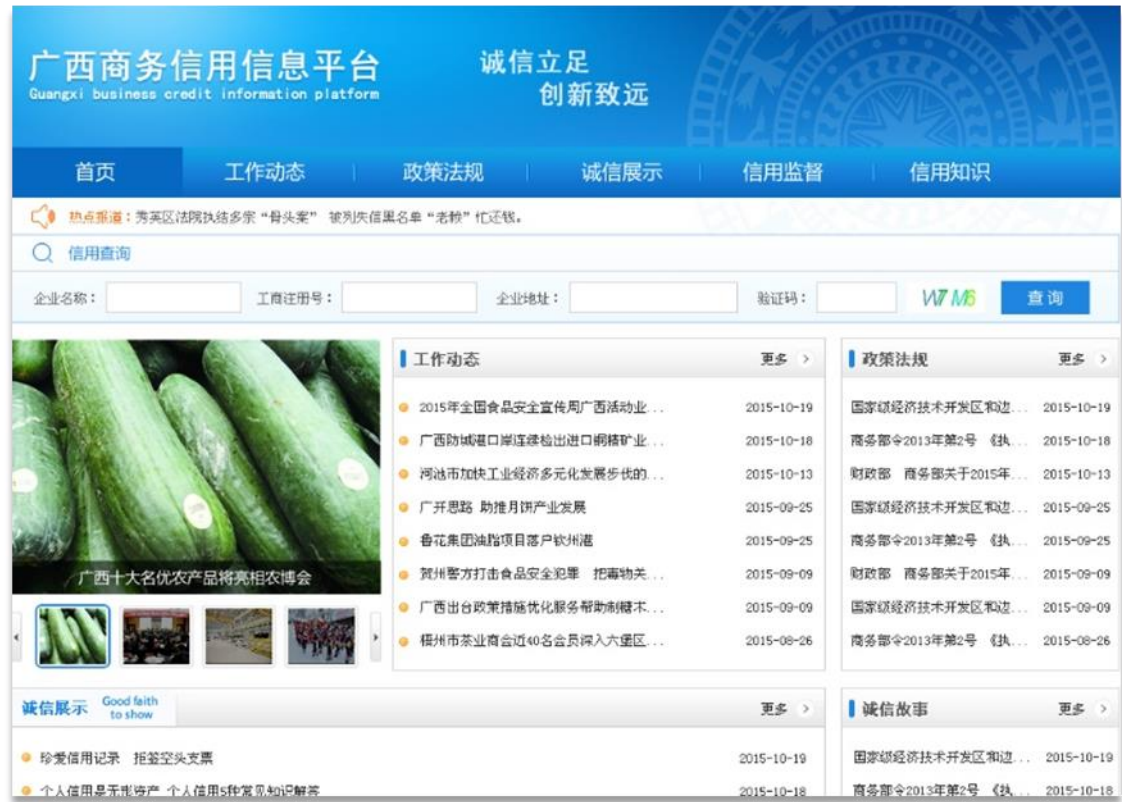 广西商务信用信息平台
Guangxi business credit information platform
诚信立足
创新致远
首页 工作动态 政策法规 诚信展示 信用监督 信用知识
热点报道：秀英区法院执结多宗“骨头案” 被列失信黑名单“老赖”忙还钱。
信用查询
企业名称： 工商注册号： 企业地址： 验证码： W7M6 查询
广西十大名优农产品将亮相农博会
工作动态 更多 >
2015年全国食品安全宣传周广西活动业... 2015-10-19
广西防城港口岸连续检出进口铜精矿业... 2015-10-18
河池市加快工业经济多元化发展步伐的... 2015-10-13
广开思路 助推月饼产业发展 2015-09-25
鲁花集团油脂项目落户钦州港 2015-09-25
贺州警方打击食品安全犯罪 把毒物关... 2015-09-09
广西出台政策措施优化服务帮助制糖木... 2015-09-09
梧州市茶业商会近40名会员深入六堡区... 2015-08-26
政策法规 更多 >
国家级经济技术开发区和边... 2015-10-19
商务部令2013年第2号 《执... 2015-10-18
财政部 商务部关于2015年... 2015-10-13
国家级经济技术开发区和边... 2015-09-25
商务部令2013年第2号 《执... 2015-09-25
财政部 商务部关于2015年... 2015-09-09
国家级经济技术开发区和边... 2015-09-09
商务部令2013年第2号 《执... 2015-08-26
诚信展示 Good faith
to show
更多 >
珍爱信用记录 拒签空头支票 2015-10-19
个人信用是无形资产 个人信用5种常见知识解答 2015-10-18
诚信故事 更多 >
国家级经济技术开发区和边... 2015-10-19
商务部令2013年第2号 《执... 2015-10-18